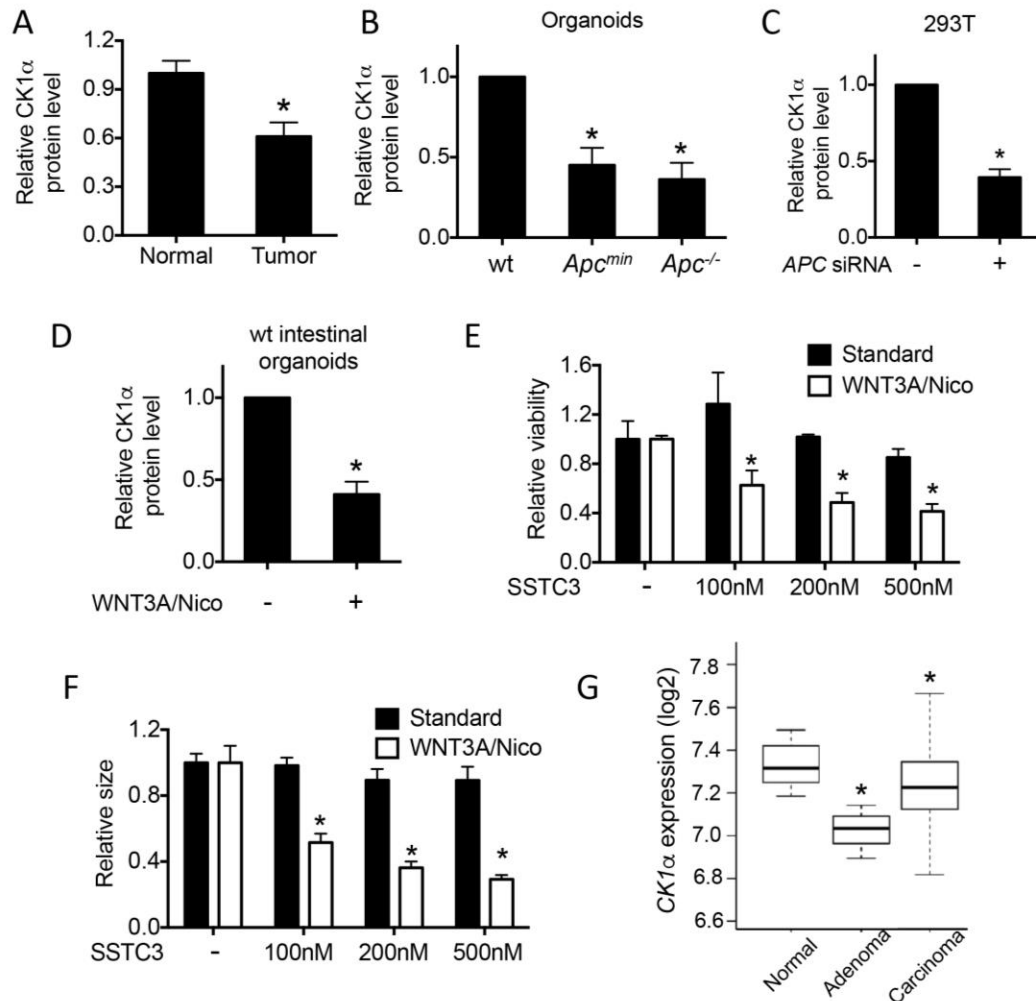 A
Relative CK1α
protein level
1.2
0.9
0.6
0.3
0.0
*
Normal
Tumor
B
Organoids
Relative CK1α
protein level
1.0
0.5
0.0
*
*
wt
Apcmin
Apc-/-
C
293T
Relative CK1α
protein level
1.0
0.5
0.0
*
APC siRNA
-
+
D
wt intestinal
organoids
Relative CK1α
protein level
1.0
0.5
0.0
*
WNT3A/Nico
-
+
E
Standard
WNT3A/Nico
Relative viability
1.6
1.2
0.8
0.4
0.0
*
*
*
SSTC3
-
100nM
200nM
500nM
F
Standard
WNT3A/Nico
Relative size
1.2
0.8
0.4
0.0
*
*
*
SSTC3
-
100nM
200nM
500nM
G
CK1α expression (log2)
7.8
7.6
7.4
7.2
7.0
6.8
6.6
*
*
Normal
Adenoma
Carcinoma